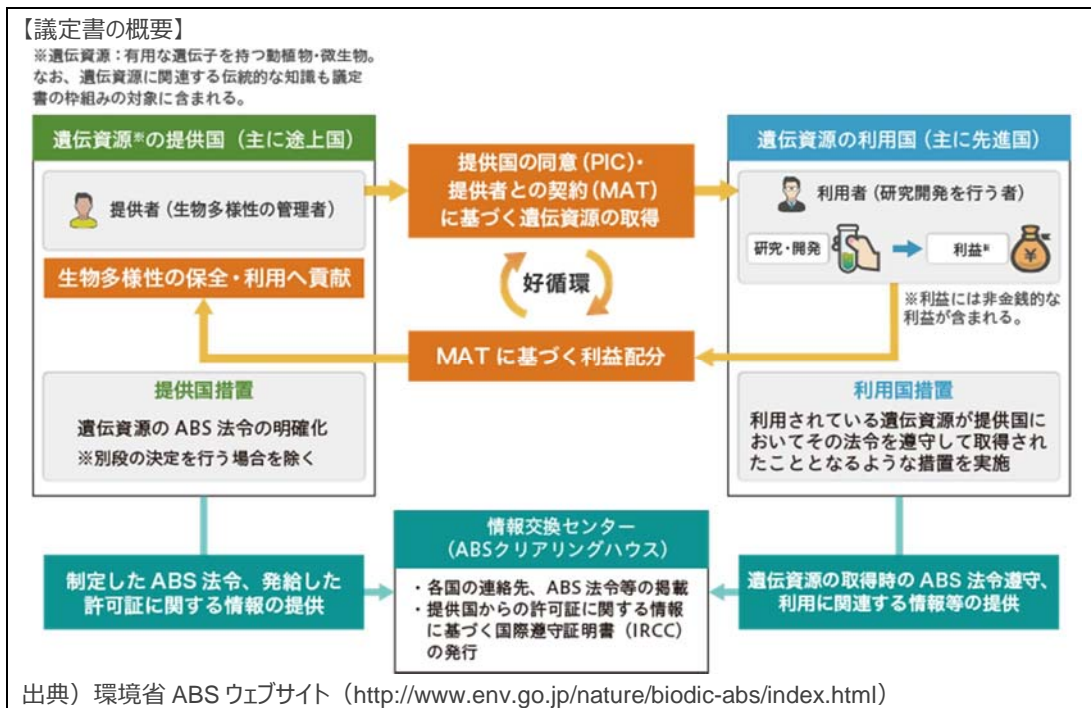 【議定書の概要】
※遺伝資源：有用な遺伝子を持つ動植物・微生物。
なお、遺伝資源に関連する伝統的な知識も議定
書の枠組みの対象に含まれる。
遺伝資源※の提供国（主に途上国）
提供者（生物多様性の管理者）
生物多様性の保全・利用へ貢献
提供国措置
遺伝資源の ABS 法令の明確化
※別段の決定を行う場合を除く
提供国の同意（PIC）・
提供者との契約（MAT）
に基づく遺伝資源の取得
好循環
MAT に基づく利益配分
遺伝資源の利用国（主に先進国）
利用者（研究開発を行う者）
研究・開発
利益※
¥
※利益には非金銭的な
利益が含まれる。
利用国措置
利用されている遺伝資源が提供国に
おいてその法令を遵守して取得され
たこととなるような措置を実施
制定した ABS 法令、発給した
許可証に関する情報の提供
情報交換センター
（ABSクリアリングハウス）
・各国の連絡先、ABS 法令等の掲載
・提供国からの許可証に関する情報
に基づく国際遵守証明書（IRCC）
の発行
遺伝資源の取得時の ABS 法令遵守、
利用に関連する情報等の提供
出典）環境省 ABS ウェブサイト（http://www.env.go.jp/nature/biodic-abs/index.html）